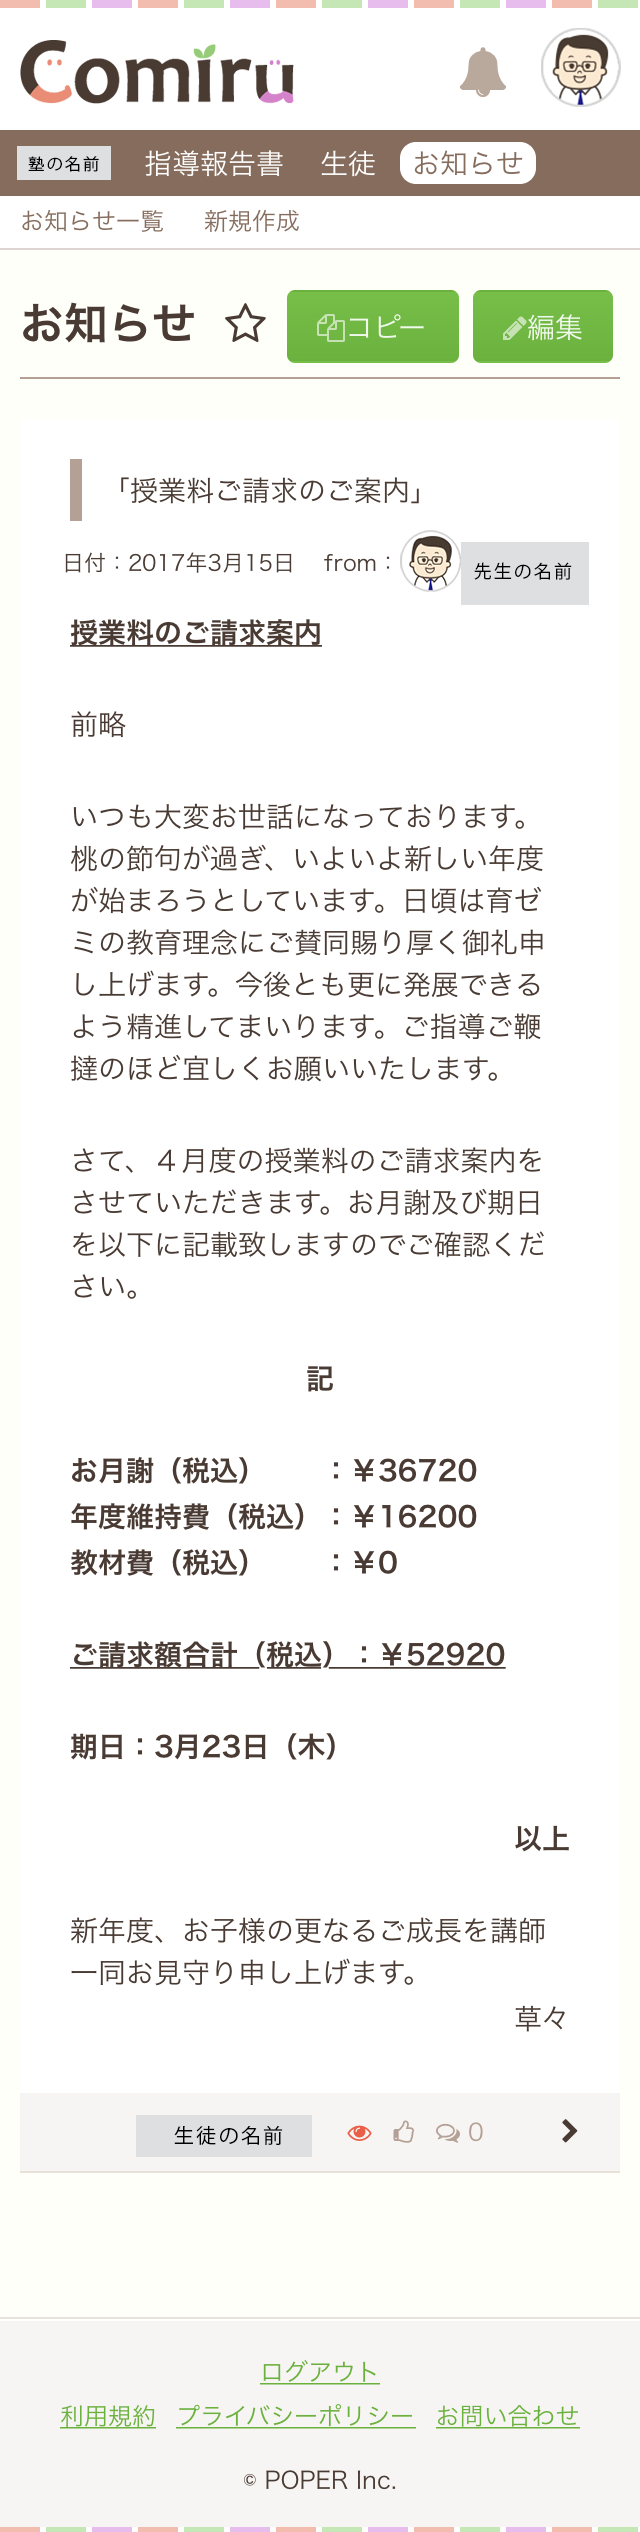 Comiru
塾の名前 指導報告書 生徒 お知らせ
お知らせ一覧 新規作成
お知らせ コピー 編集
「授業料ご請求のご案内」
日付：2017年3月15日 from： 先生の名前
授業料のご請求案内
前略
いつも大変お世話になっております。
桃の節句が過ぎ、いよいよ新しい年度
が始まろうとしています。日頃は育ゼ
ミの教育理念にご賛同賜り厚く御礼申
し上げます。今後とも更に発展できる
よう精進してまいります。ご指導ご鞭
撻のほど宜しくお願いいたします。
さて、４月度の授業料のご請求案内を
させていただきます。お月謝及び期日
を以下に記載致しますのでご確認くだ
さい。
記
お月謝（税込）　　：￥36720
年度維持費（税込）：￥16200
教材費（税込）　　：￥0
ご請求額合計（税込）：￥52920
期日：3月23日（木）
以上
新年度、お子様の更なるご成長を講師
一同お見守り申し上げます。
草々
生徒の名前 0
ログアウト
利用規約 プライバシーポリシー お問い合わせ
© POPER Inc.